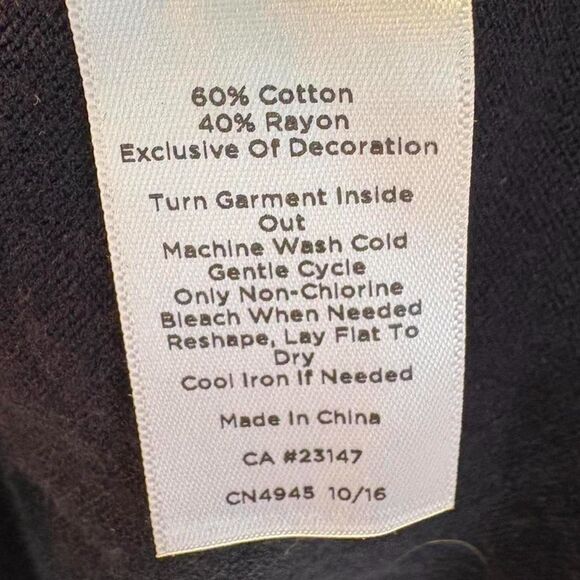 60% Cotton
40% Rayon
Exclusive Of Decoration
Turn Garment Inside
Out
Machine Wash Cold
Gentle Cycle
Only Non-Chlorine
Bleach When Needed
Reshape, Lay Flat To
Dry
Cool Iron If Needed
Made In China
CA #23147
CN4945 10/16